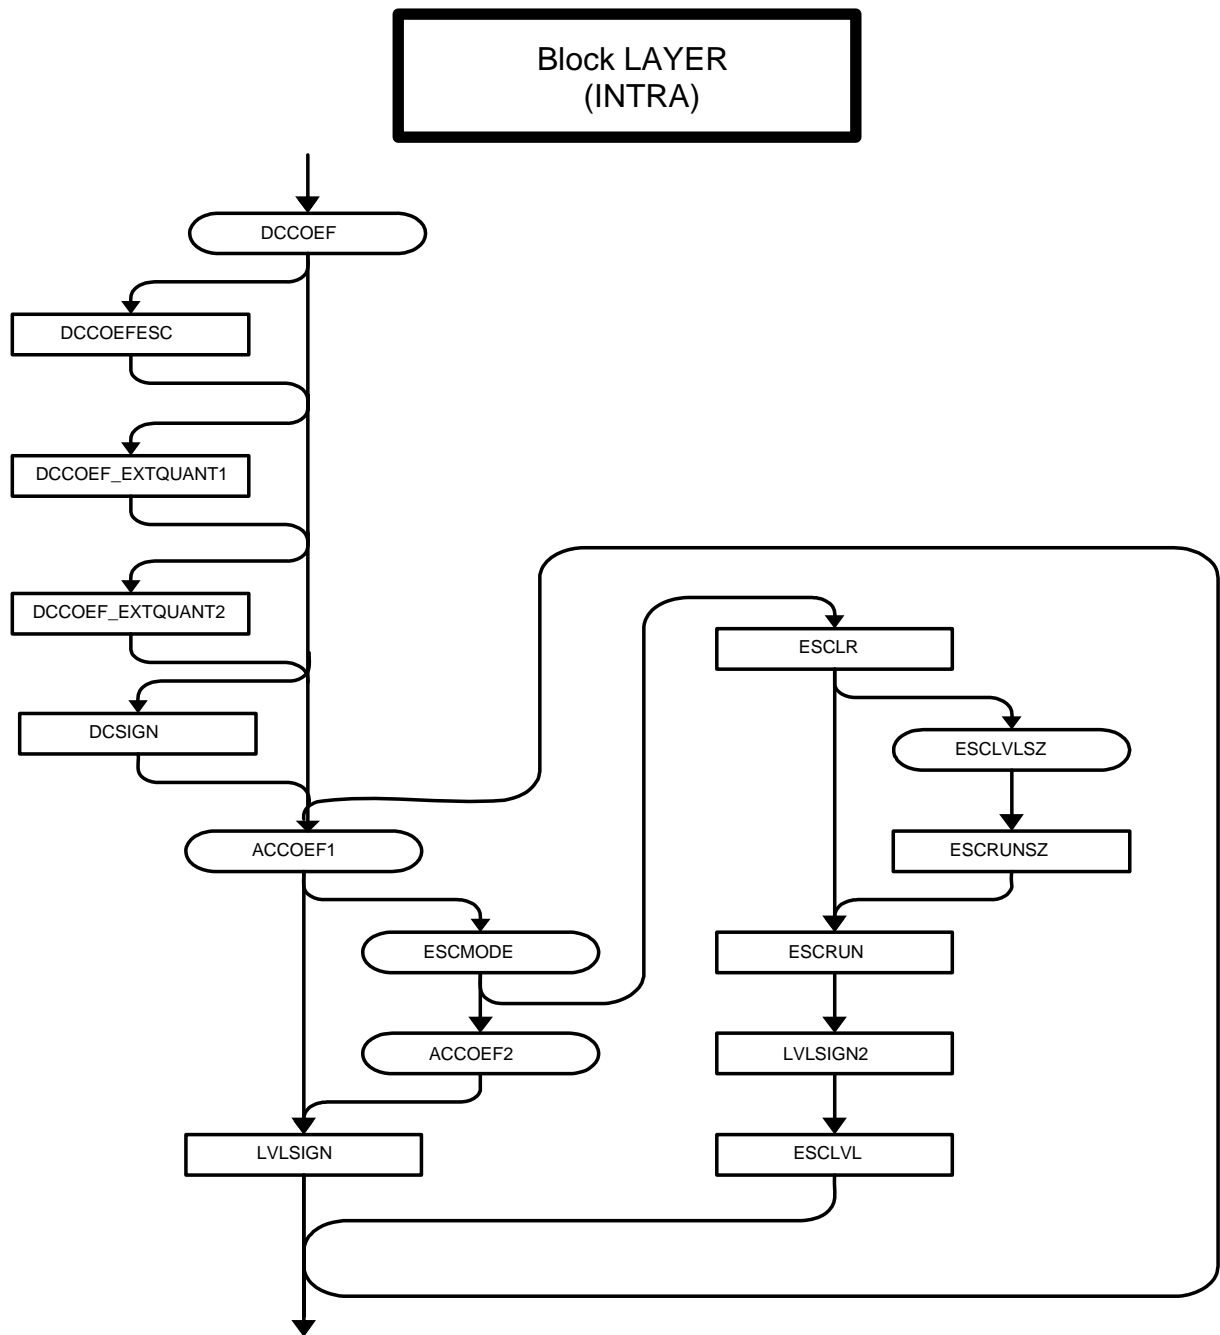 Block LAYER
(INTRA)
DCCOEF
DCCOEFESC
DCCOEF_EXTQUANT1
DCCOEF_EXTQUANT2
DCSIGN
ACCOEF1
ESCMODE
ACCOEF2
LVLSIGN
ESCLR
ESCLVLSZ
ESCRUNSZ
ESCRUN
LVLSIGN2
ESCLVL